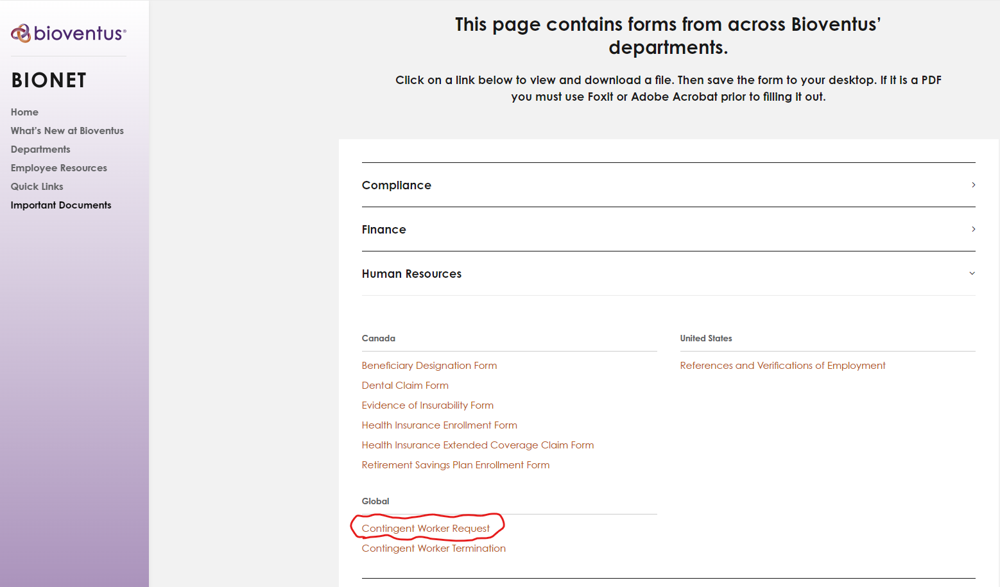 bioventus®
BIONET
Home
What's New at Bioventus
Departments
Employee Resources
Quick Links
Important Documents
This page contains forms from across Bioventus’
departments.
Click on a link below to view and download a file. Then save the form to your desktop. If it is a PDF
you must use Foxit or Adobe Acrobat prior to filling it out.
Compliance
Finance
Human Resources
Canada
Beneficiary Designation Form
Dental Claim Form
Evidence of Insurability Form
Health Insurance Enrollment Form
Health Insurance Extended Coverage Claim Form
Retirement Savings Plan Enrollment Form
United States
References and Verifications of Employment
Global
Contingent Worker Request
Contingent Worker Termination